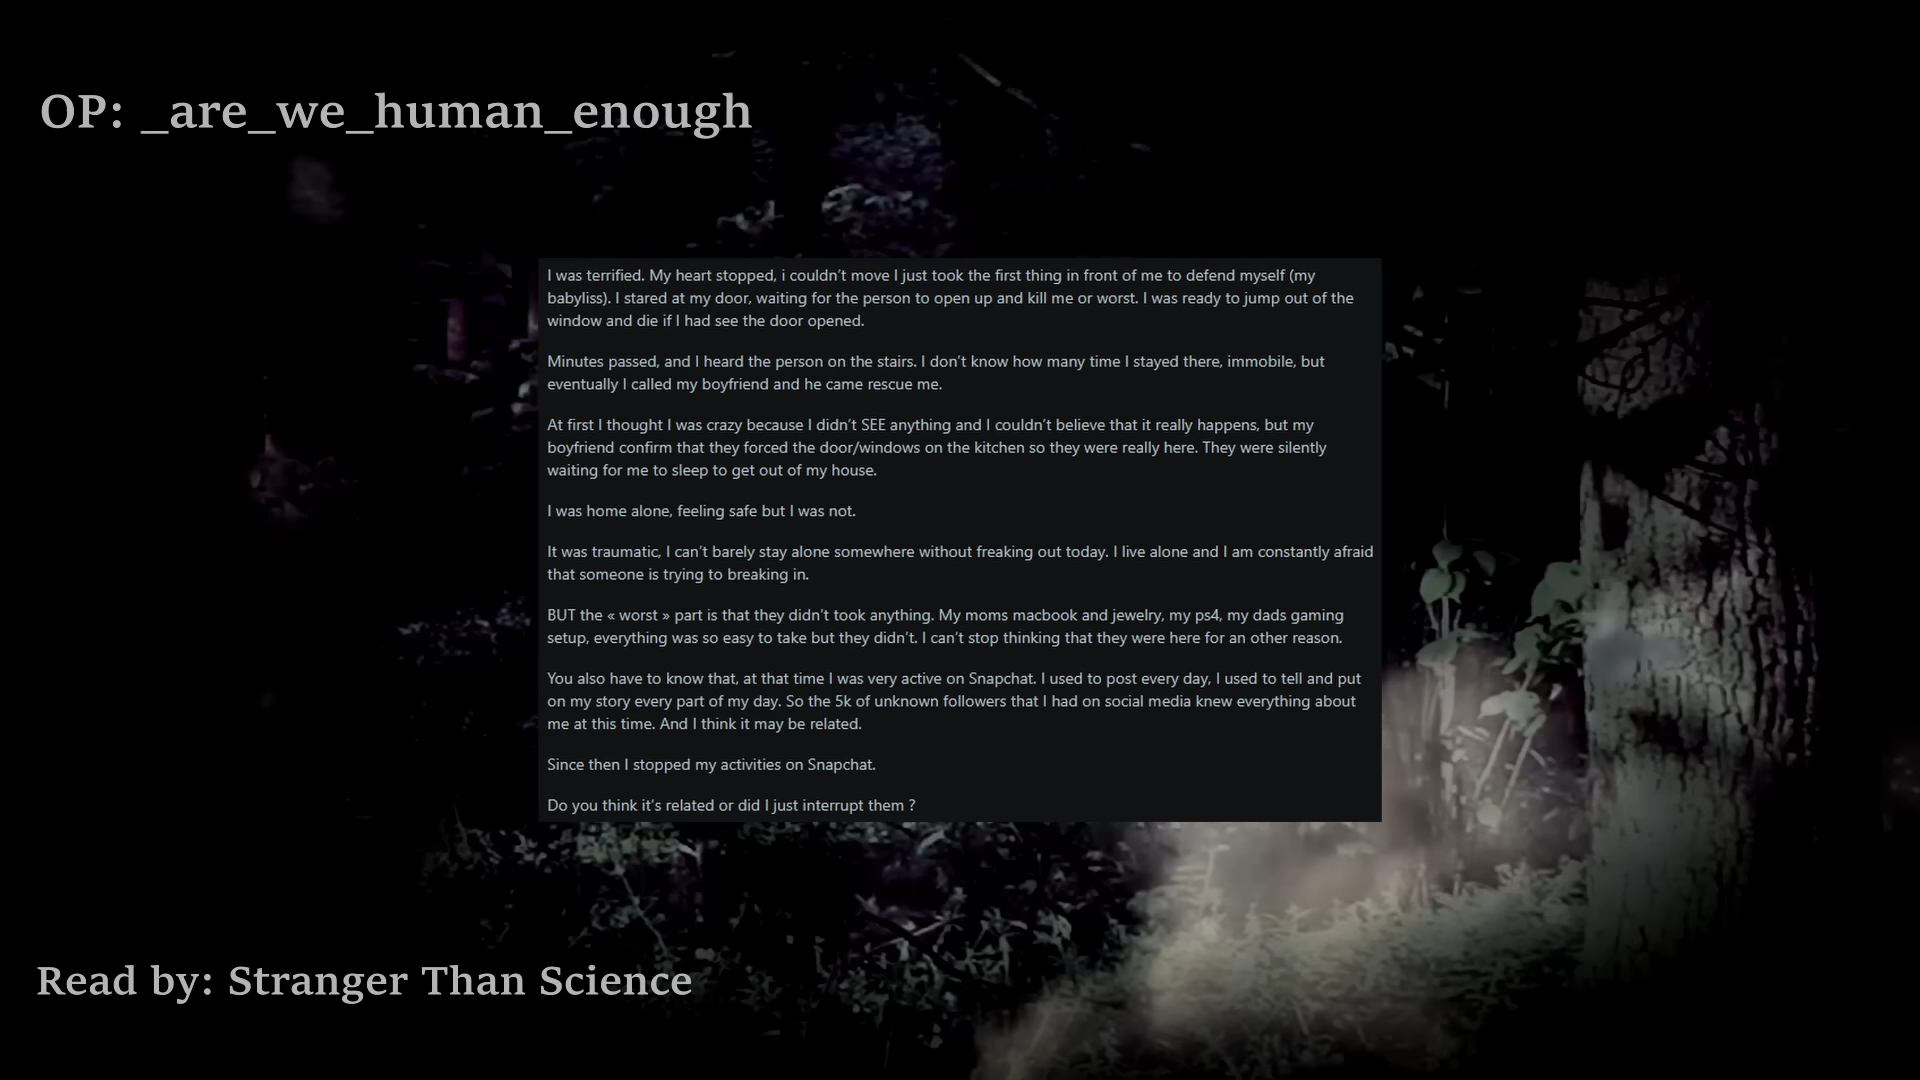 OP: _are_we_human_enough
I was terrified. My heart stopped, i couldn’t move I just took the first thing in front of me to defend myself (my
babyliss). I stared at my door, waiting for the person to open up and kill me or worst. I was ready to jump out of the
window and die if I had see the door opened.
Minutes passed, and I heard the person on the stairs. I don’t know how many time I stayed there, immobile, but
eventually I called my boyfriend and he came rescue me.
At first I thought I was crazy because I didn’t SEE anything and I couldn’t believe that it really happens, but my
boyfriend confirm that they forced the door/windows on the kitchen so they were really here. They were silently
waiting for me to sleep to get out of my house.
I was home alone, feeling safe but I was not.
It was traumatic, I can’t barely stay alone somewhere without freaking out today. I live alone and I am constantly afraid
that someone is trying to breaking in.
BUT the « worst » part is that they didn’t took anything. My moms macbook and jewelry, my ps4, my dads gaming
setup, everything was so easy to take but they didn’t. I can’t stop thinking that they were here for an other reason.
You also have to know that, at that time I was very active on Snapchat. I used to post every day, I used to tell and put
on my story every part of my day. So the 5k of unknown followers that I had on social media knew everything about
me at this time. And I think it may be related.
Since then I stopped my activities on Snapchat.
Do you think it’s related or did I just interrupt them ?
Read by: Stranger Than Science